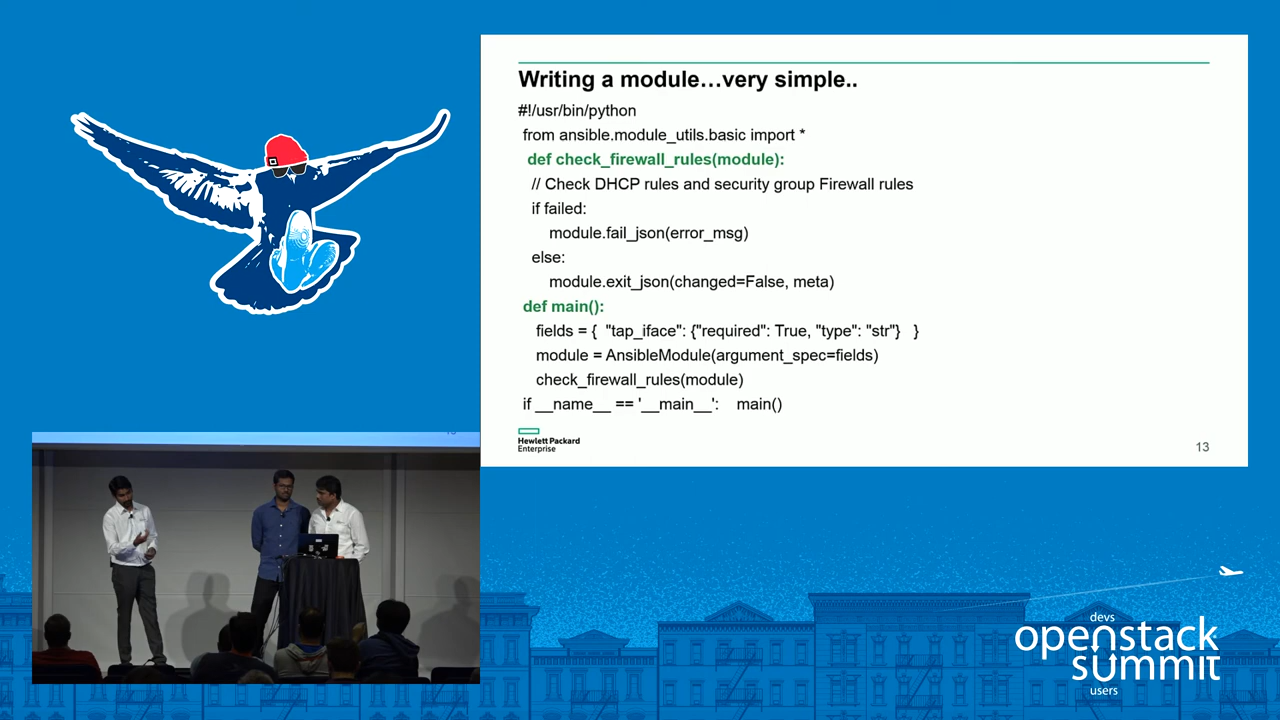 Writing a module…very simple..
#!/usr/bin/python
from ansible.module_utils.basic import *
def check_firewall_rules(module):
// Check DHCP rules and security group Firewall rules
if failed:
module.fail_json(error_msg)
else:
module.exit_json(changed=False, meta)
def main():
fields = { "tap_iface": {"required": True, "type": "str"} }
module = AnsibleModule(argument_spec=fields)
check_firewall_rules(module)
if __name__ == '__main__': main()
Hewlett Packard
Enterprise
13
devs
openstack
summit
users